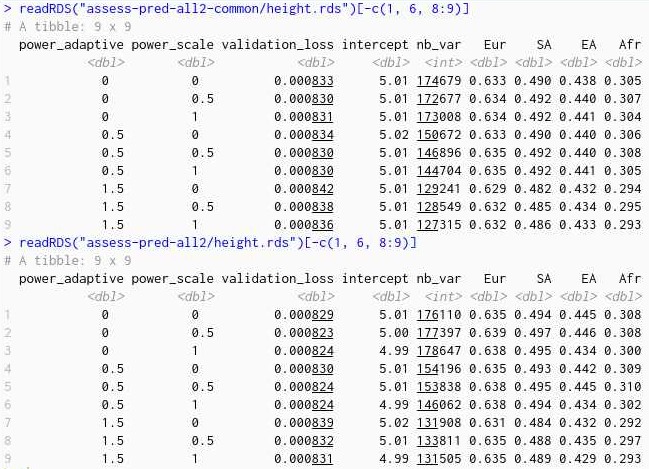 > readRDS("assess-pred-all2-common/height.rds")[-c(1, 6, 8:9)]
# A tibble: 9 x 9
power_adaptive power_scale validation_loss intercept nb_var Eur SA EA Afr
<dbl> <dbl> <dbl> <dbl> <int> <dbl> <dbl> <dbl> <dbl>
1 0 0 0.000833 5.01 174679 0.633 0.490 0.438 0.305
2 0 0.5 0.000830 5.01 172677 0.634 0.492 0.440 0.307
3 0 1 0.000831 5.01 173008 0.634 0.492 0.441 0.304
4 0.5 0 0.000834 5.02 150672 0.633 0.490 0.440 0.306
5 0.5 0.5 0.000830 5.01 146896 0.635 0.492 0.440 0.308
6 0.5 1 0.000830 5.01 144704 0.635 0.492 0.441 0.305
7 1.5 0 0.000842 5.01 129241 0.629 0.482 0.432 0.294
8 1.5 0.5 0.000838 5.01 128549 0.632 0.485 0.434 0.295
9 1.5 1 0.000836 5.01 127315 0.632 0.486 0.433 0.293
> readRDS("assess-pred-all2/height.rds")[-c(1, 6, 8:9)]
# A tibble: 9 x 9
power_adaptive power_scale validation_loss intercept nb_var Eur SA EA Afr
<dbl> <dbl> <dbl> <dbl> <int> <dbl> <dbl> <dbl> <dbl>
1 0 0 0.000829 5.01 176110 0.635 0.494 0.445 0.308
2 0 0.5 0.000823 5.00 177397 0.639 0.497 0.446 0.308
3 0 1 0.000824 4.99 178647 0.638 0.495 0.434 0.300
4 0.5 0 0.000830 5.01 154196 0.635 0.493 0.442 0.309
5 0.5 0.5 0.000824 5.01 153838 0.638 0.495 0.445 0.310
6 0.5 1 0.000824 4.99 146062 0.638 0.494 0.434 0.302
7 1.5 0 0.000839 5.02 131908 0.631 0.484 0.432 0.292
8 1.5 0.5 0.000832 5.01 133811 0.635 0.488 0.435 0.297
9 1.5 1 0.000831 4.99 131505 0.635 0.489 0.429 0.293